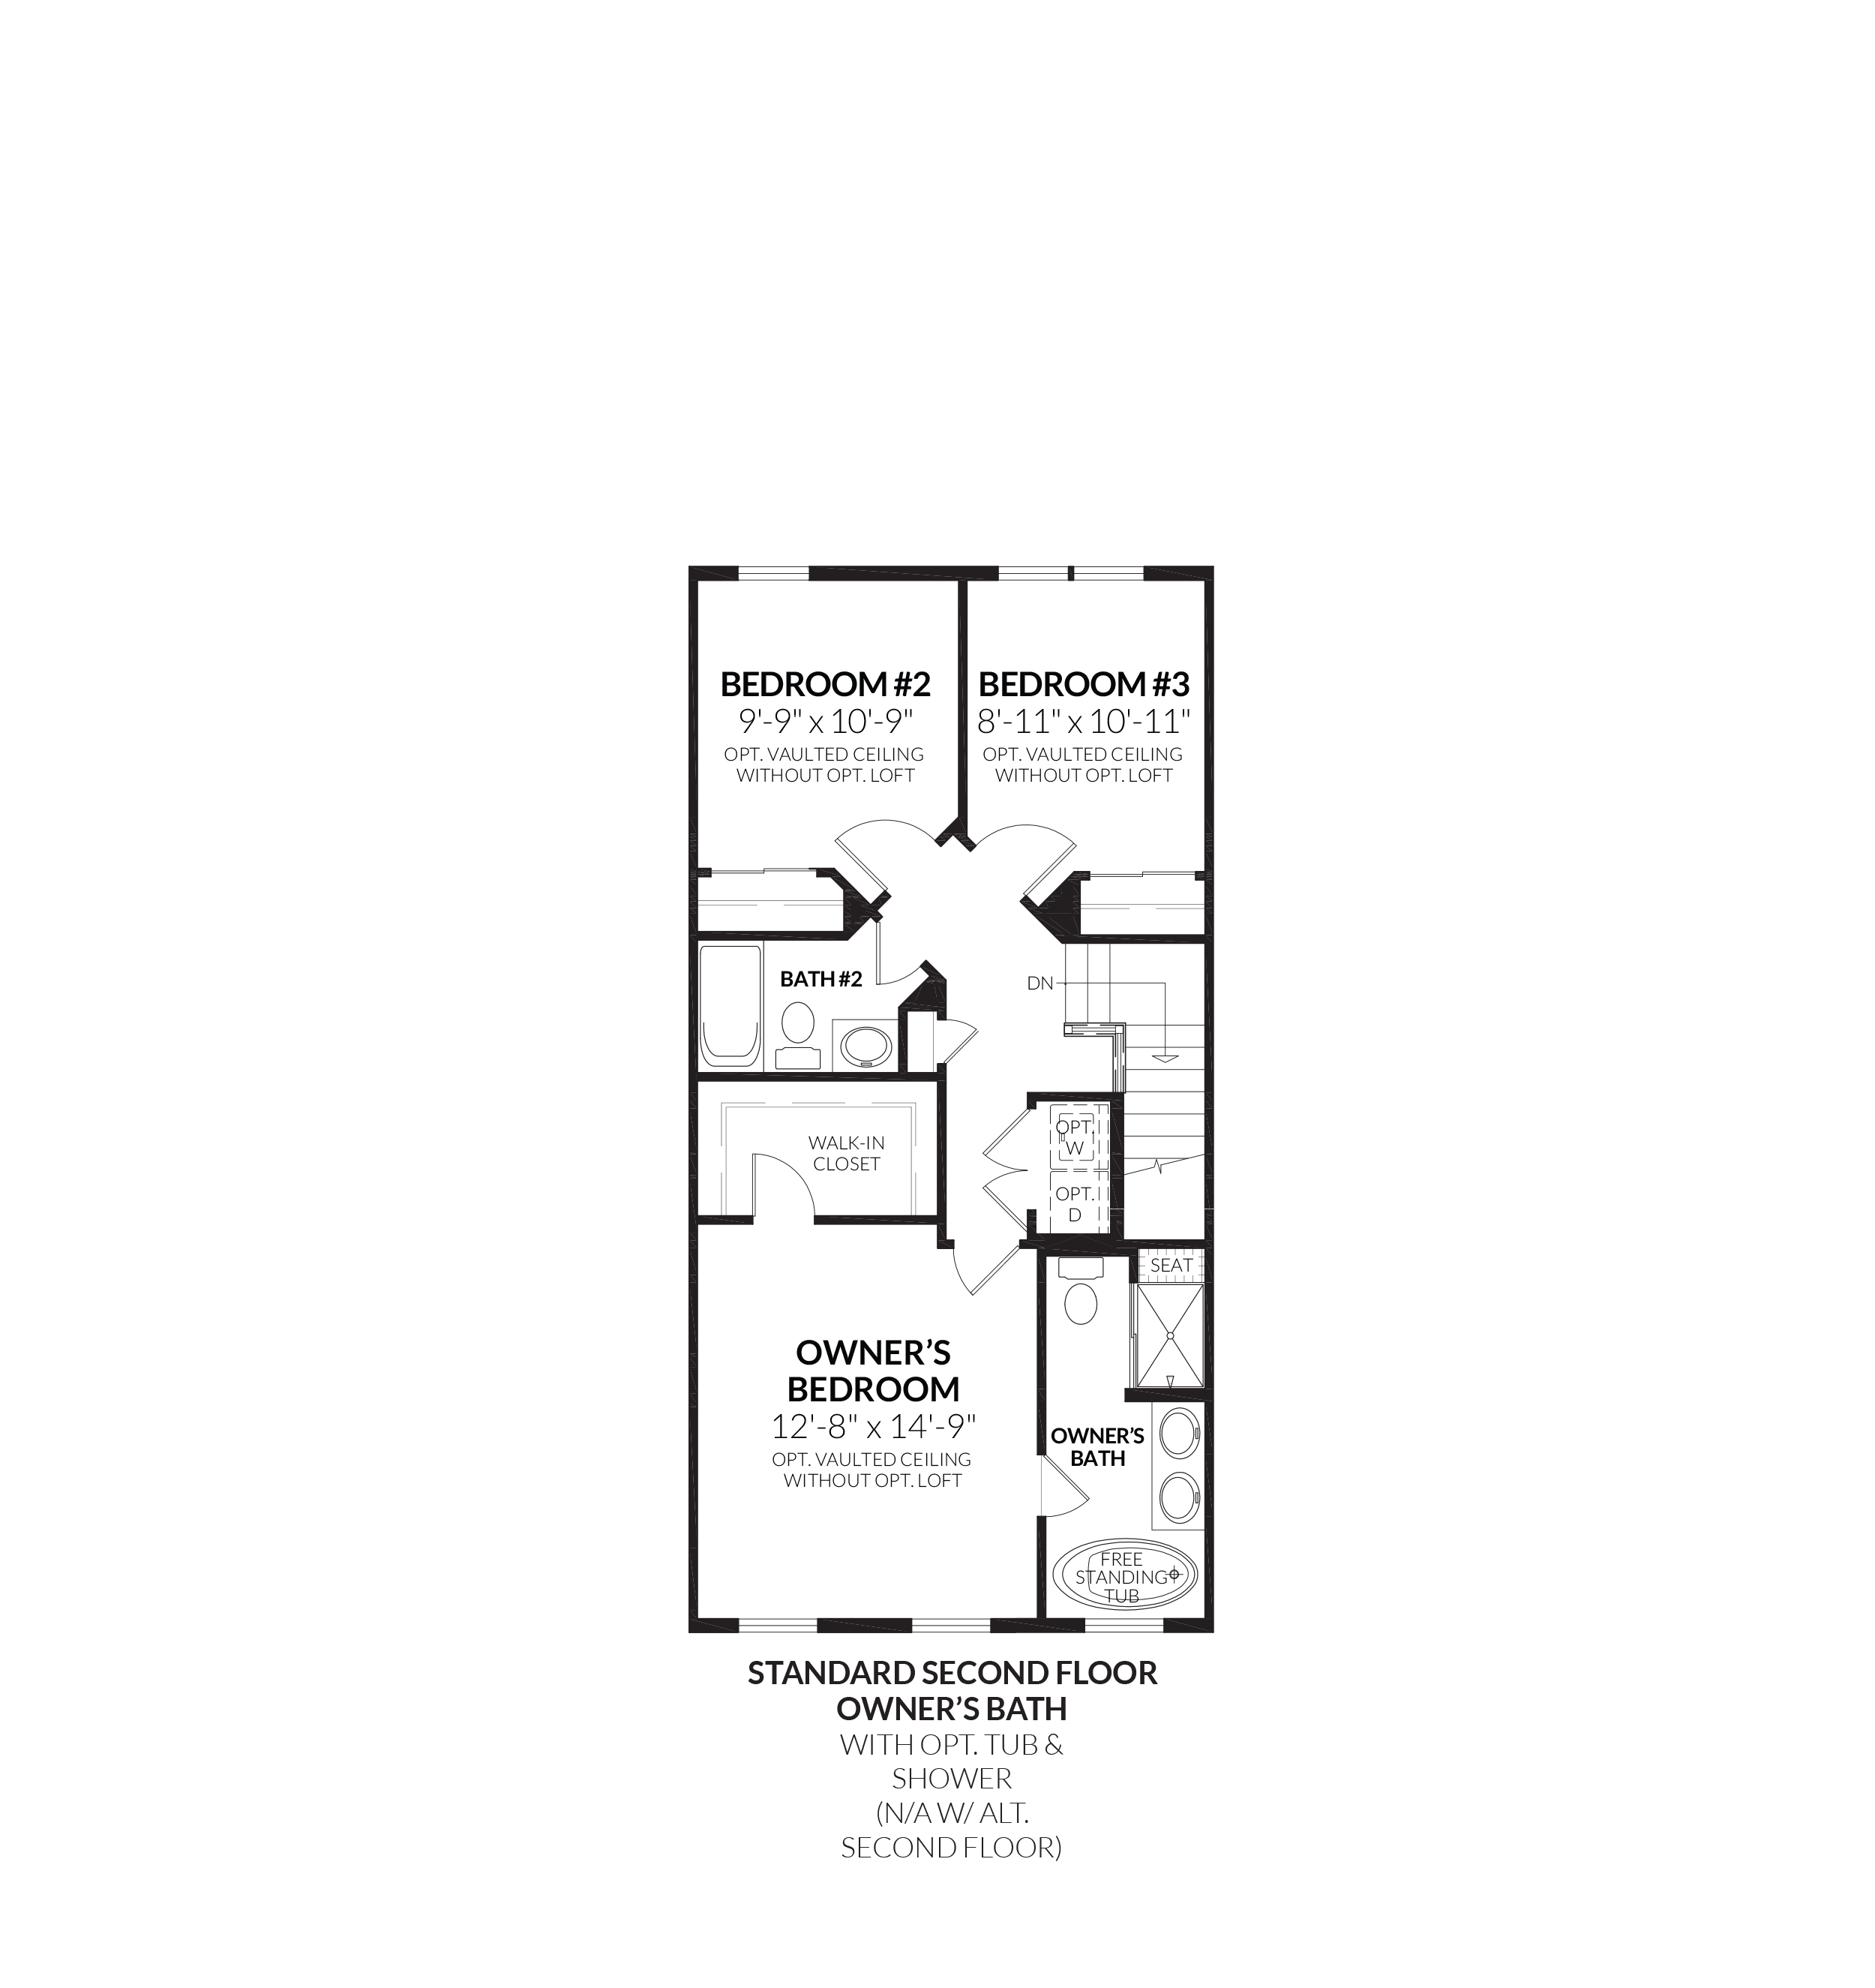 BEDROOM #2
9'-9" x 10'-9"
OPT. VAULTED CEILING
WITHOUT OPT. LOFT
BEDROOM #3
8'-11" x 10'-11"
OPT. VAULTED CEILING
WITHOUT OPT. LOFT
BATH #2
DN
OPT.
W
WALK-IN
CLOSET
OPT.
D
SEAT
OWNER’S
BEDROOM
12'-8" x 14'-9"
OPT. VAULTED CEILING
WITHOUT OPT. LOFT
OWNER’S
BATH
FREE
STANDING
TUB
STANDARD SECOND FLOOR
OWNER’S BATH
WITH OPT. TUB &
SHOWER
(N/A W/ ALT.
SECOND FLOOR)